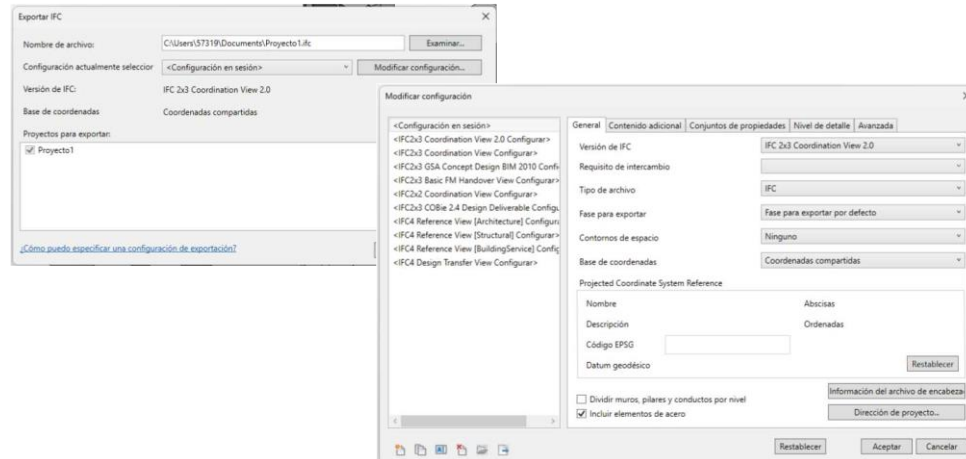 Exportar IFC
Nombre de archivo: C:\Users\57319\Documents\Proyecto1.ifc Examinar...
Configuración actualmente seleccior <Configuración en sesión> Modificar configuración...
Versión de IFC: IFC 2x3 Coordination View 2.0
Base de coordenadas Coordenadas compartidas
Proyectos para exportar:
Proyecto1
¿Cómo puedo especificar una configuración de exportación?
Modificar configuración
<Configuración en sesión>
<IFC2x3 Coordination View 2.0 Configurar>
<IFC2x3 Coordination View Configurar>
<IFC2x3 GSA Concept Design BIM 2010 Confi
<IFC2x3 Basic FM Handover View Configurar>
<IFC2x2 Coordination View Configurar>
<IFC2x3 COBie 2.4 Design Deliverable Configu
<IFC4 Reference View [Architecture] Configura
<IFC4 Reference View [Structural] Configurar>
<IFC4 Reference View [BuildingService] Config
<IFC4 Design Transfer View Configurar>
General Contenido adicional Conjuntos de propiedades Nivel de detalle Avanzada
Versión de IFC IFC 2x3 Coordination View 2.0
Requisito de intercambio
Tipo de archivo IFC
Fase para exportar Fase para exportar por defecto
Contornos de espacio Ninguno
Base de coordenadas Coordenadas compartidas
Projected Coordinate System Reference
Nombre Abscisas
Descripción Ordenadas
Código EPSG
Datum geodésico Restablecer
Información del archivo de encabeza
Dividir muros, pilares y conductos por nivel
Incluir elementos de acero Dirección de proyecto...
Restablecer Aceptar Cancelar